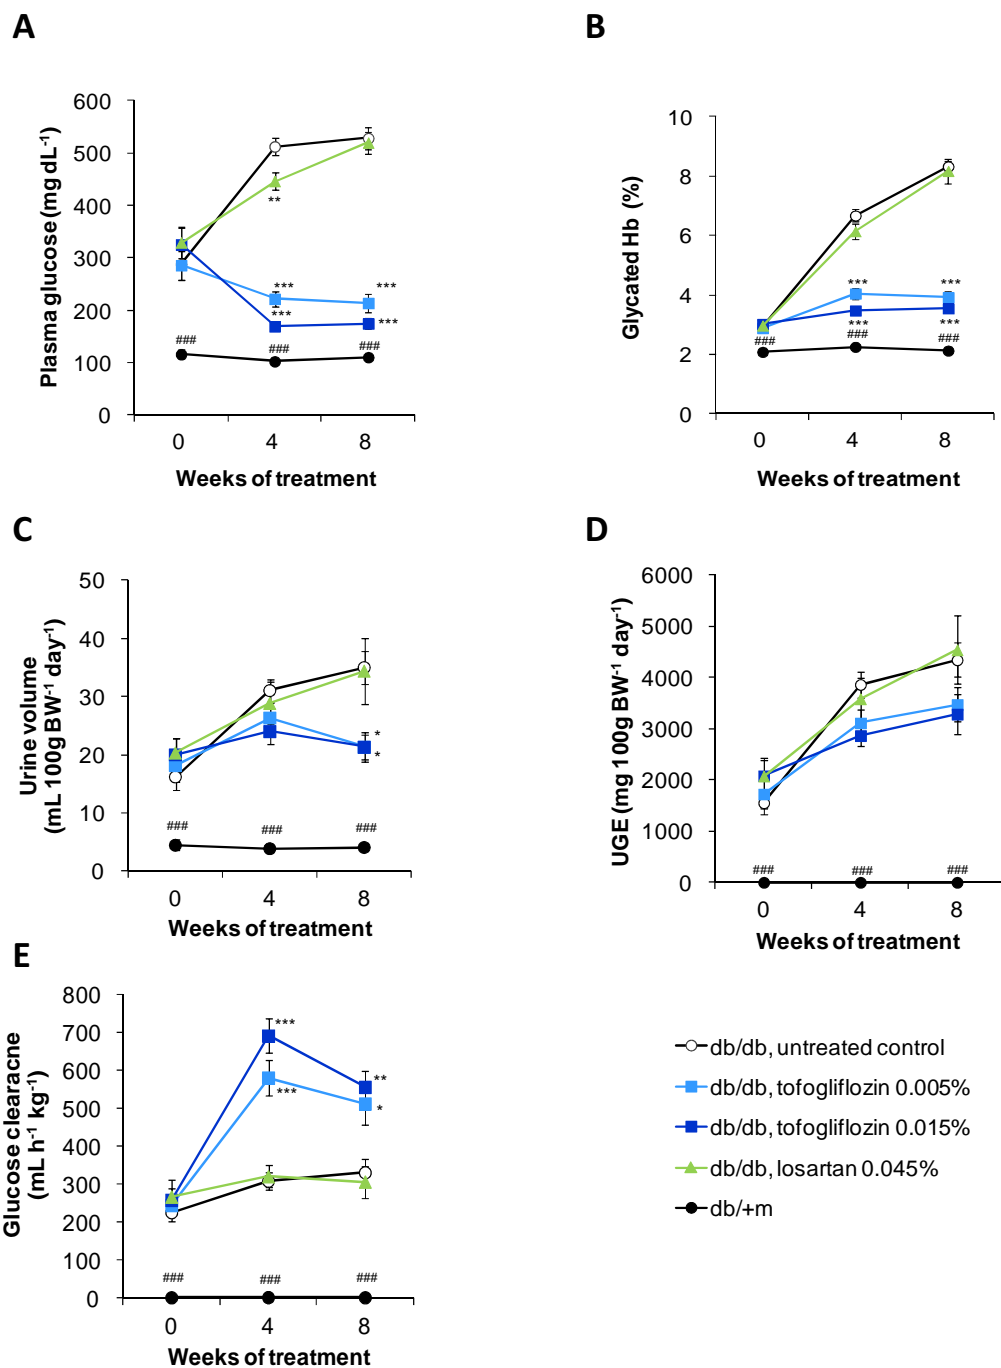 A
Plasma glucose (mg dL-1)
600
500
400
300
200
100
0
**
***
***
***
***
###
###
###
0 4 8
Weeks of treatment
B
Glycated Hb (%)
10
8
6
4
2
0
***
***
***
***
###
###
###
0 4 8
Weeks of treatment
C
Urine volume
(mL 100g BW-1 day-1)
50
40
30
20
10
0
*
*
###
###
###
0 4 8
Weeks of treatment
D
UGE (mg 100g BW-1 day-1)
6000
5000
4000
3000
2000
1000
0
###
###
###
0 4 8
Weeks of treatment
E
Glucose clearacne
(mL h-1 kg-1)
800
700
600
500
400
300
200
100
0
***
***
**
*
###
###
###
0 4 8
Weeks of treatment
db/db, untreated control
db/db, tofogliflozin 0.005%
db/db, tofogliflozin 0.015%
db/db, losartan 0.045%
db/+m